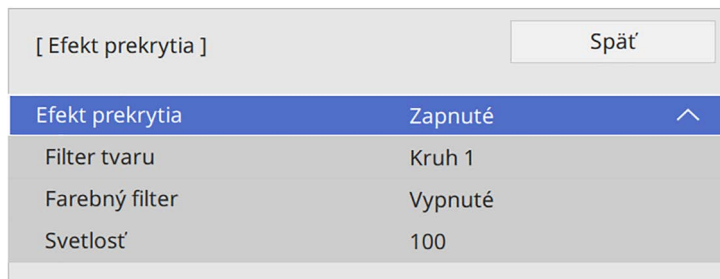 [ Efekt prekrytia ]
Späť
Efekt prekrytia Zapnuté
Filter tvaru Kruh 1
Farebný filter Vypnuté
Svetlosť 100